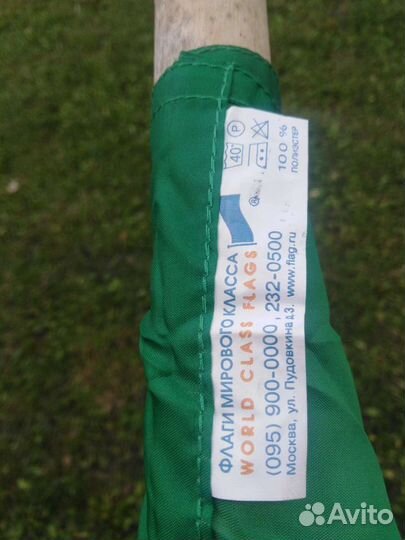 ФЛАГИ МИРОВОГО КЛАССА
WORLD CLASS FLAGS
(095) 900-0000, 232-0500
Москва, ул. Пудовкина д.3. www.flag.ru
40°
P
100 %
ПОЛИЭСТЕР
Avito